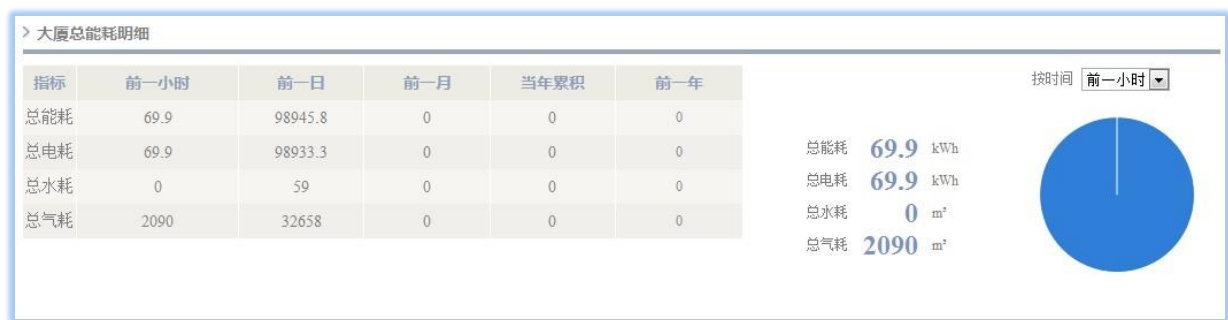 大厦总能耗明细
指标 前一小时 前一日 前一月 当年累积 前一年
总能耗 69.9 98945.8 0 0 0
总电耗 69.9 98933.3 0 0 0
总水耗 0 59 0 0 0
总气耗 2090 32658 0 0 0
按时间 前一小时
总能耗 69.9 kWh
总电耗 69.9 kWh
总水耗 0 m³
总气耗 2090 m³